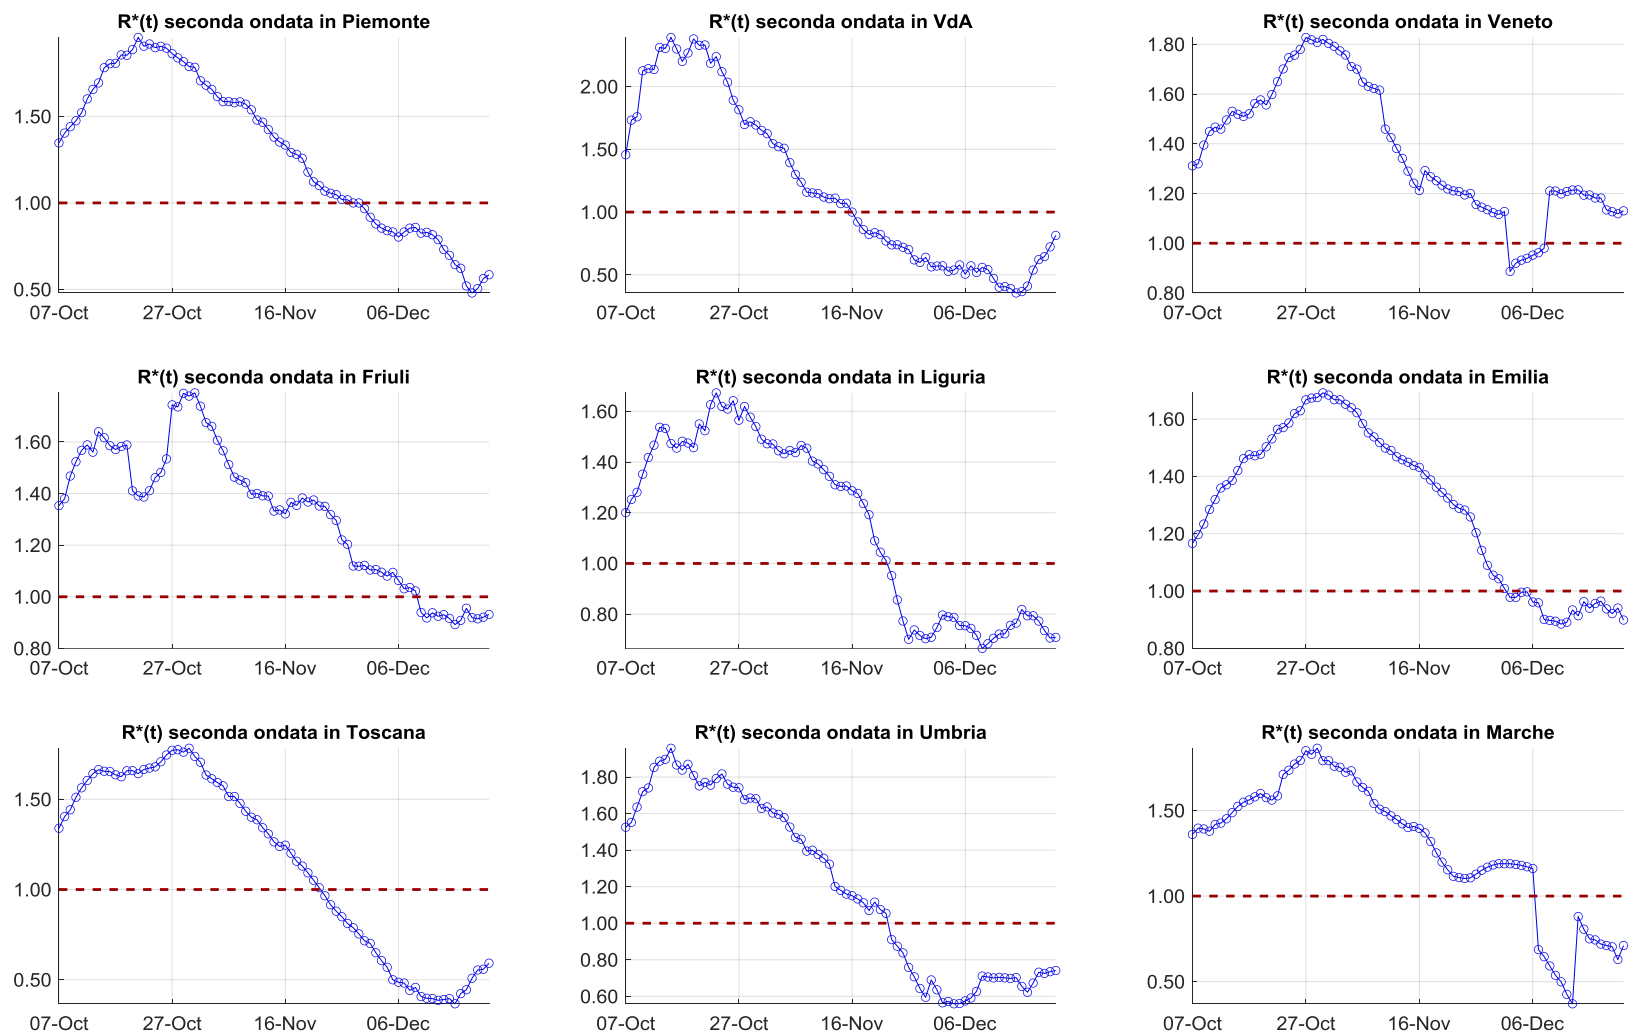 R*(t) seconda ondata in Piemonte
1.50
1.00
0.50
07-Oct 27-Oct 16-Nov 06-Dec
R*(t) seconda ondata in VdA
2.00
1.50
1.00
0.50
07-Oct 27-Oct 16-Nov 06-Dec
R*(t) seconda ondata in Veneto
1.80
1.60
1.40
1.20
1.00
0.80
07-Oct 27-Oct 16-Nov 06-Dec
R*(t) seconda ondata in Friuli
1.60
1.40
1.20
1.00
0.80
07-Oct 27-Oct 16-Nov 06-Dec
R*(t) seconda ondata in Liguria
1.60
1.40
1.20
1.00
0.80
07-Oct 27-Oct 16-Nov 06-Dec
R*(t) seconda ondata in Emilia
1.60
1.40
1.20
1.00
0.80
07-Oct 27-Oct 16-Nov 06-Dec
R*(t) seconda ondata in Toscana
1.50
1.00
0.50
07-Oct 27-Oct 16-Nov 06-Dec
R*(t) seconda ondata in Umbria
1.80
1.60
1.40
1.20
1.00
0.80
0.60
07-Oct 27-Oct 16-Nov 06-Dec
R*(t) seconda ondata in Marche
1.50
1.00
0.50
07-Oct 27-Oct 16-Nov 06-Dec